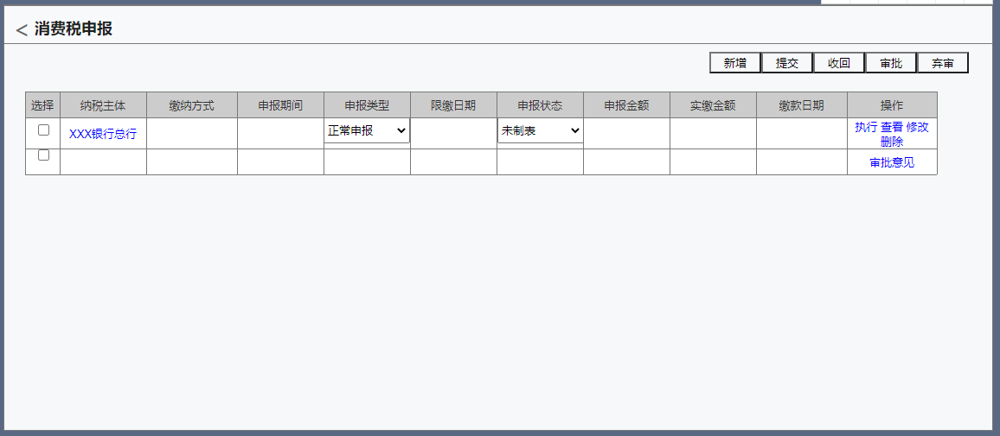 < 消费税申报
新增 提交 收回 审批 弃审
选择 纳税主体 缴纳方式 申报期间 申报类型 限缴日期 申报状态 申报金额 实缴金额 缴款日期 操作
XXX银行总行 正常申报 未制表 执行 查看 修改
删除
审批意见